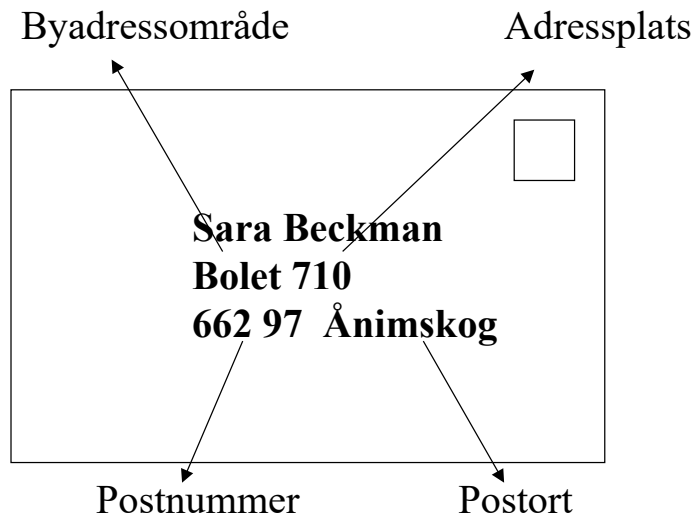 Byadressområde Adressplats
Sara Beckman
Bolet 710
662 97 Ånimskog
Postnummer Postort